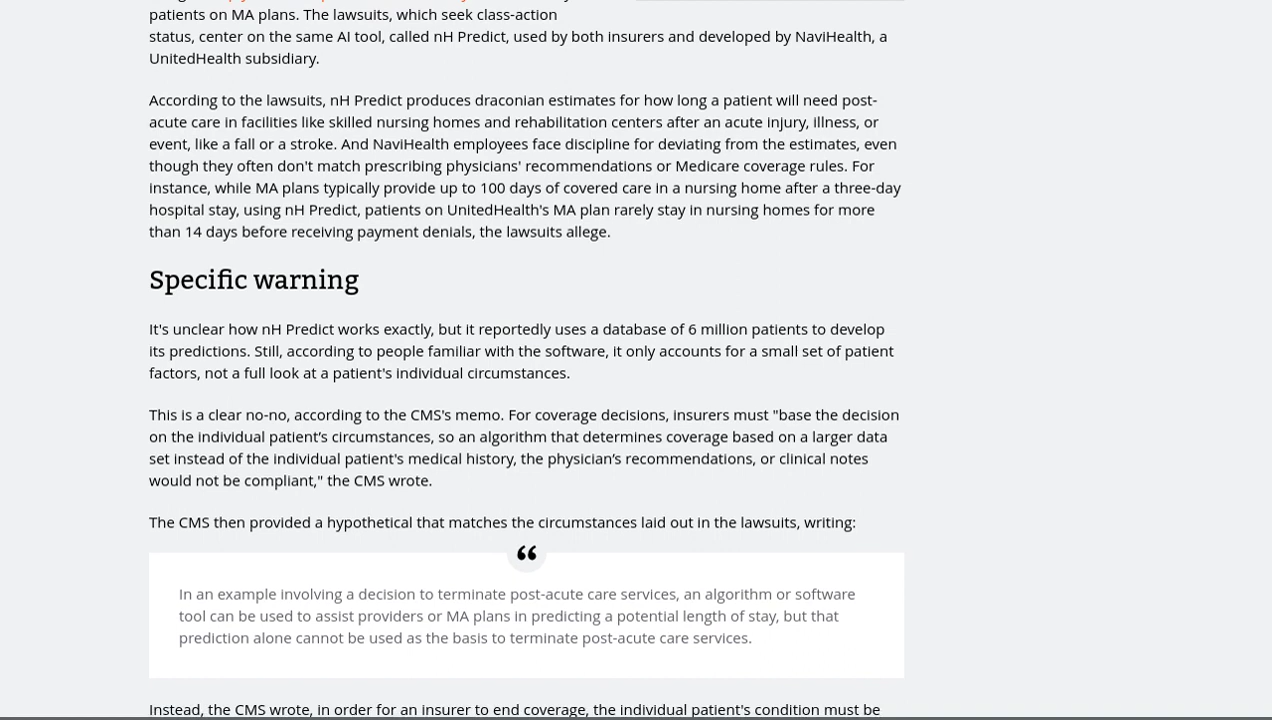 patients on MA plans. The lawsuits, which seek class-action
status, center on the same AI tool, called nH Predict, used by both insurers and developed by NaviHealth, a
UnitedHealth subsidiary.
According to the lawsuits, nH Predict produces draconian estimates for how long a patient will need post-
acute care in facilities like skilled nursing homes and rehabilitation centers after an acute injury, illness, or
event, like a fall or a stroke. And NaviHealth employees face discipline for deviating from the estimates, even
though they often don't match prescribing physicians' recommendations or Medicare coverage rules. For
instance, while MA plans typically provide up to 100 days of covered care in a nursing home after a three-day
hospital stay, using nH Predict, patients on UnitedHealth's MA plan rarely stay in nursing homes for more
than 14 days before receiving payment denials, the lawsuits allege.
Specific warning
It's unclear how nH Predict works exactly, but it reportedly uses a database of 6 million patients to develop
its predictions. Still, according to people familiar with the software, it only accounts for a small set of patient
factors, not a full look at a patient's individual circumstances.
This is a clear no-no, according to the CMS's memo. For coverage decisions, insurers must "base the decision
on the individual patient's circumstances, so an algorithm that determines coverage based on a larger data
set instead of the individual patient's medical history, the physician's recommendations, or clinical notes
would not be compliant," the CMS wrote.
The CMS then provided a hypothetical that matches the circumstances laid out in the lawsuits, writing:
“
In an example involving a decision to terminate post-acute care services, an algorithm or software
tool can be used to assist providers or MA plans in predicting a potential length of stay, but that
prediction alone cannot be used as the basis to terminate post-acute care services.
Instead, the CMS wrote, in order for an insurer to end coverage, the individual patient's condition must be